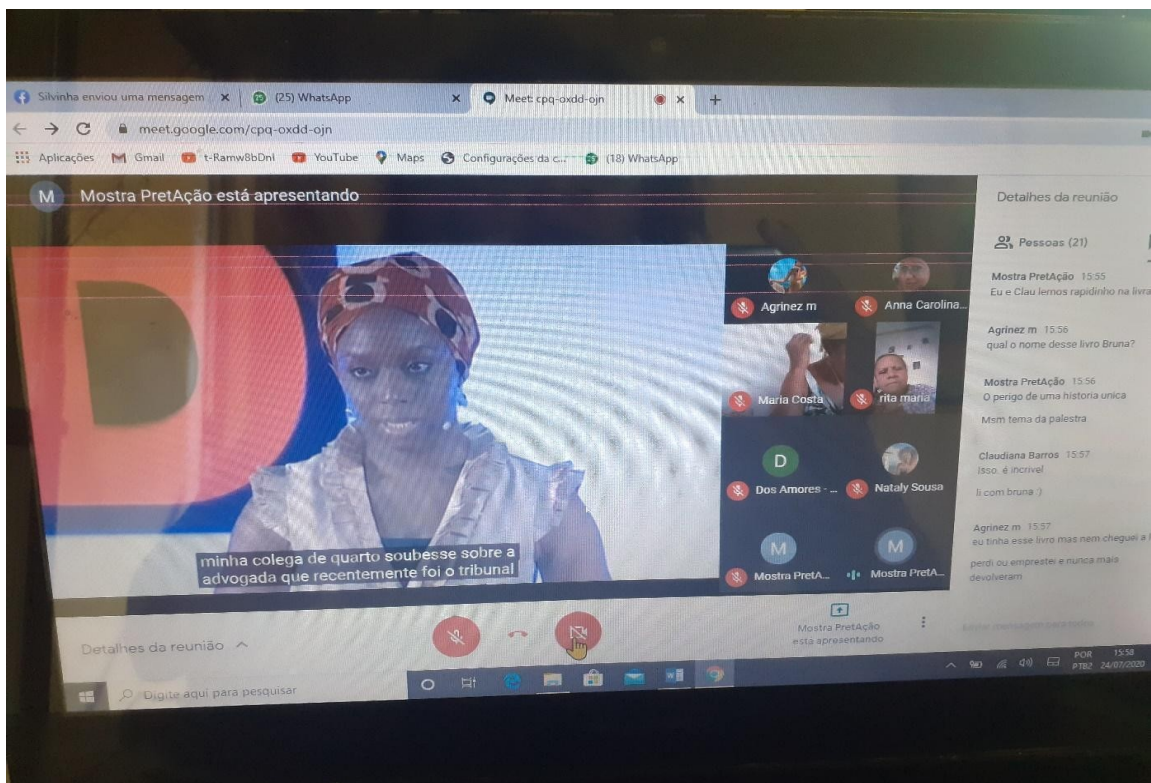 Silvinha enviou uma mensagem
(25) WhatsApp
Meet: cpq-oxdd-ojn
meet.google.com/cpq-oxdd-ojn
Aplicações
Gmail
t-Ramw8bDnI
YouTube
Maps
Configurações da c...
(18) WhatsApp
M
Mostra PretAção está apresentando
D
minha colega de quarto soubesse sobre a
advogada que recentemente foi o tribunal
Agrinez m
Anna Carolina...
Maria Costa
rita maria
D
Dos Amores - ...
Nataly Sousa
M
Mostra PretA...
M
Mostra PretA...
Detalhes da reunião
Pessoas (21)
Mostra PretAção 15:55
Eu e Clau lemos rapidinho na livra
Agrinez m 15:56
qual o nome desse livro Bruna?
Mostra PretAção 15:56
O perigo de uma historia unica
Msm tema da palestra
Claudiana Barros 15:57
Isso. é incrivel
li com bruna :)
Agrinez m 15:57
eu tinha esse livro mas nem cheguei a
perdi ou emprestei e nunca mais
devolveram
Detalhes da reunião
Mostra PretAção
está apresentando
Digite aqui para pesquisar
POR
PTB2
15:58
24/07/2020